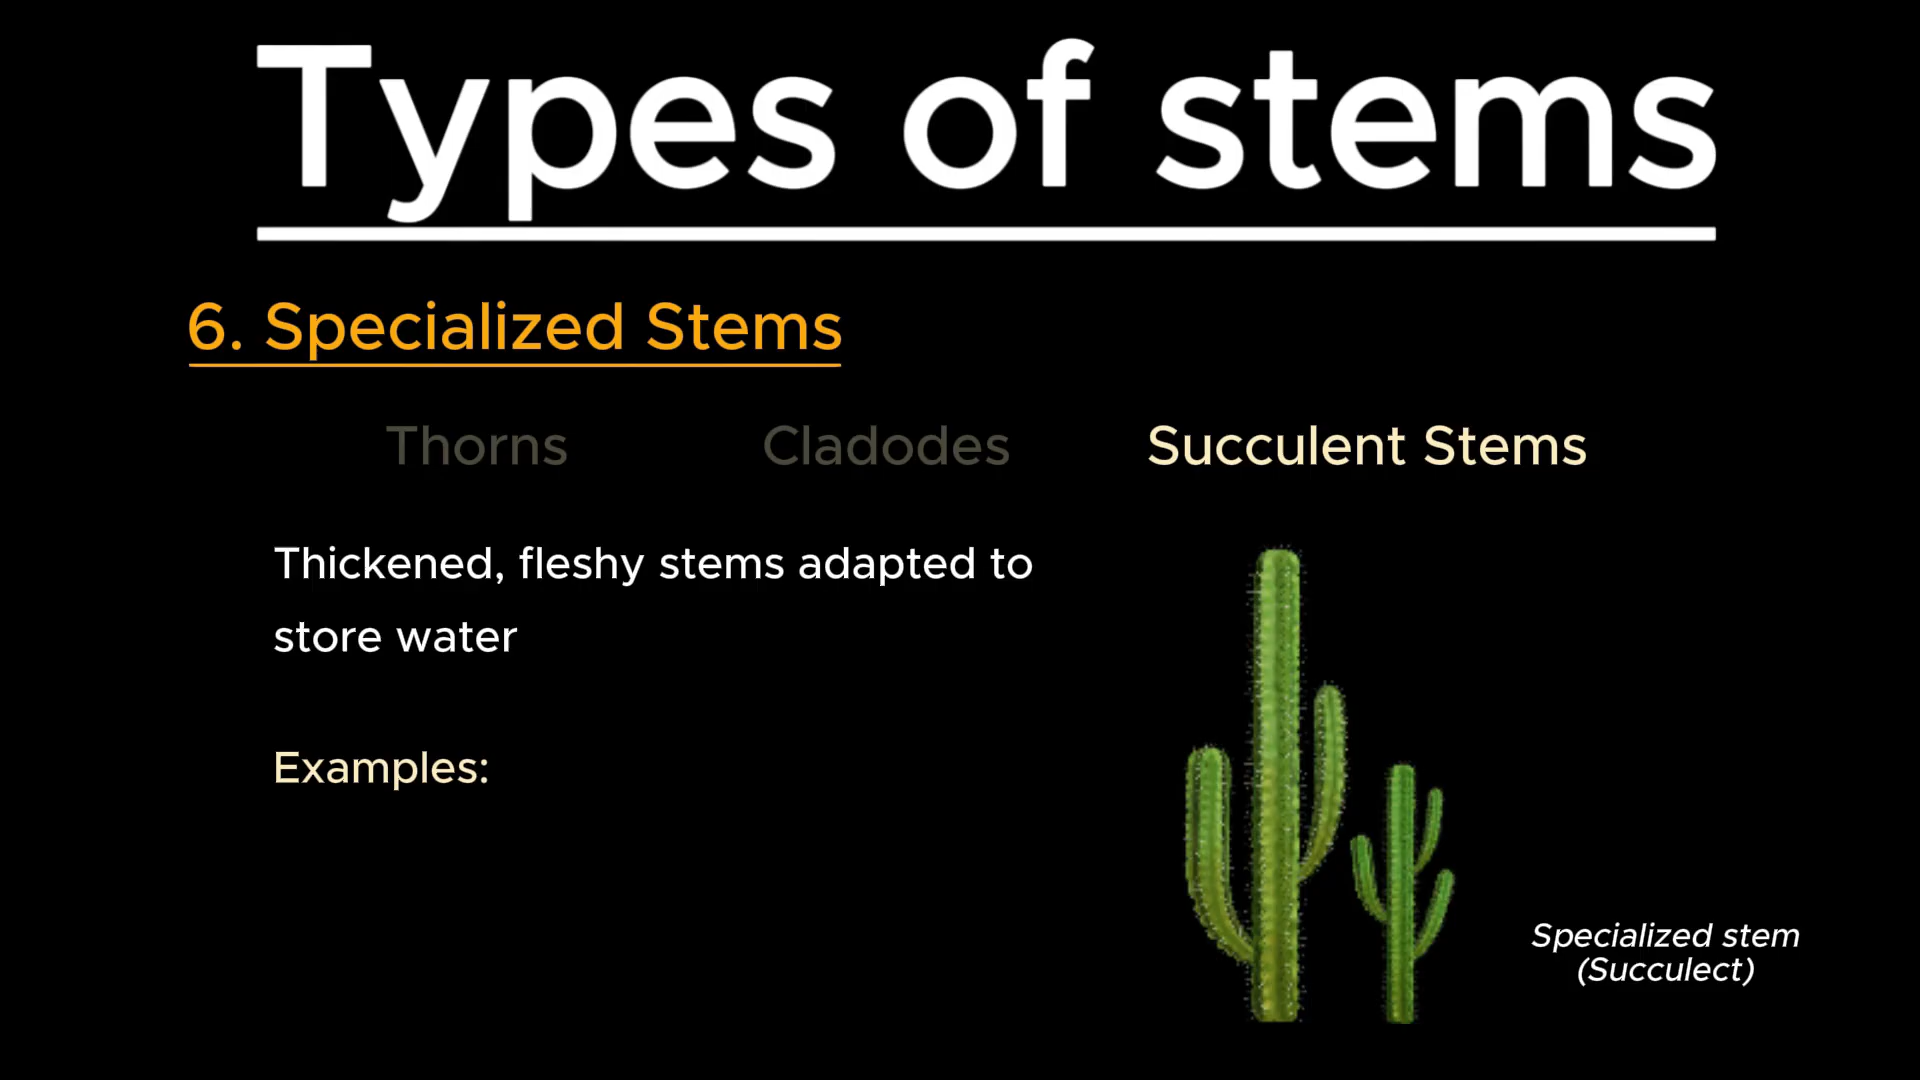 Types of stems
6. Specialized Stems
Thorns Cladodes Succulent Stems
Thickened, fleshy stems adapted to
store water
Examples:
Specialized stem
(Succulect)